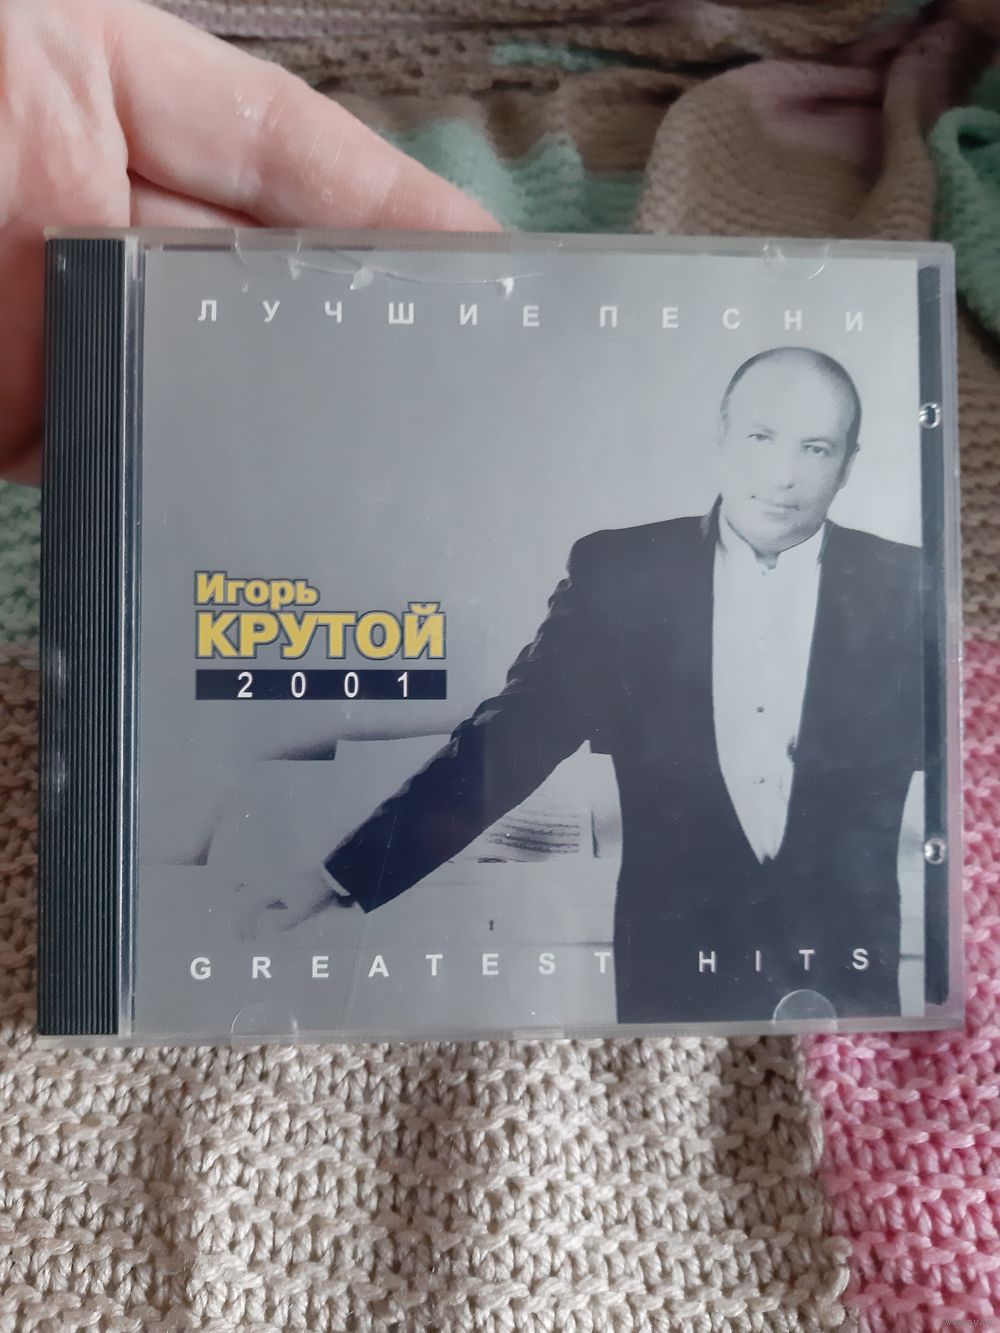 ЛУЧШИЕ ПЕСНИ
Игорь
КРУТОЙ
2001
GREATEST HITS